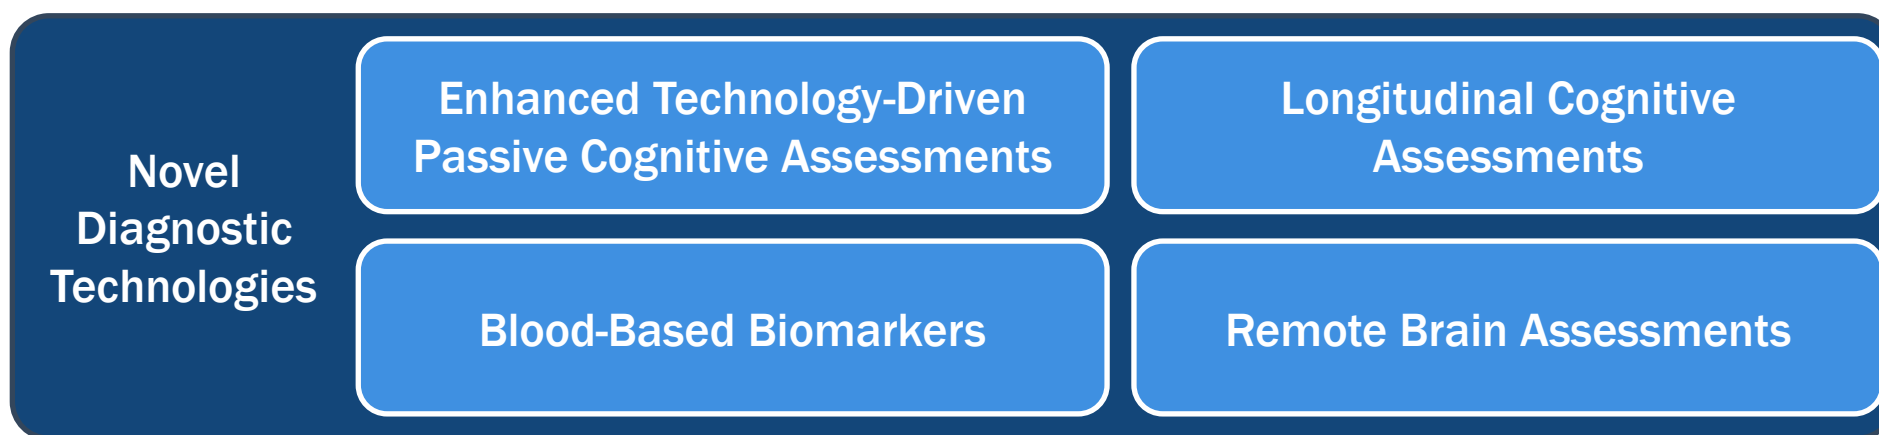 Novel
Diagnostic
Technologies
Enhanced Technology-Driven
Passive Cognitive Assessments
Longitudinal Cognitive
Assessments
Blood-Based Biomarkers
Remote Brain Assessments